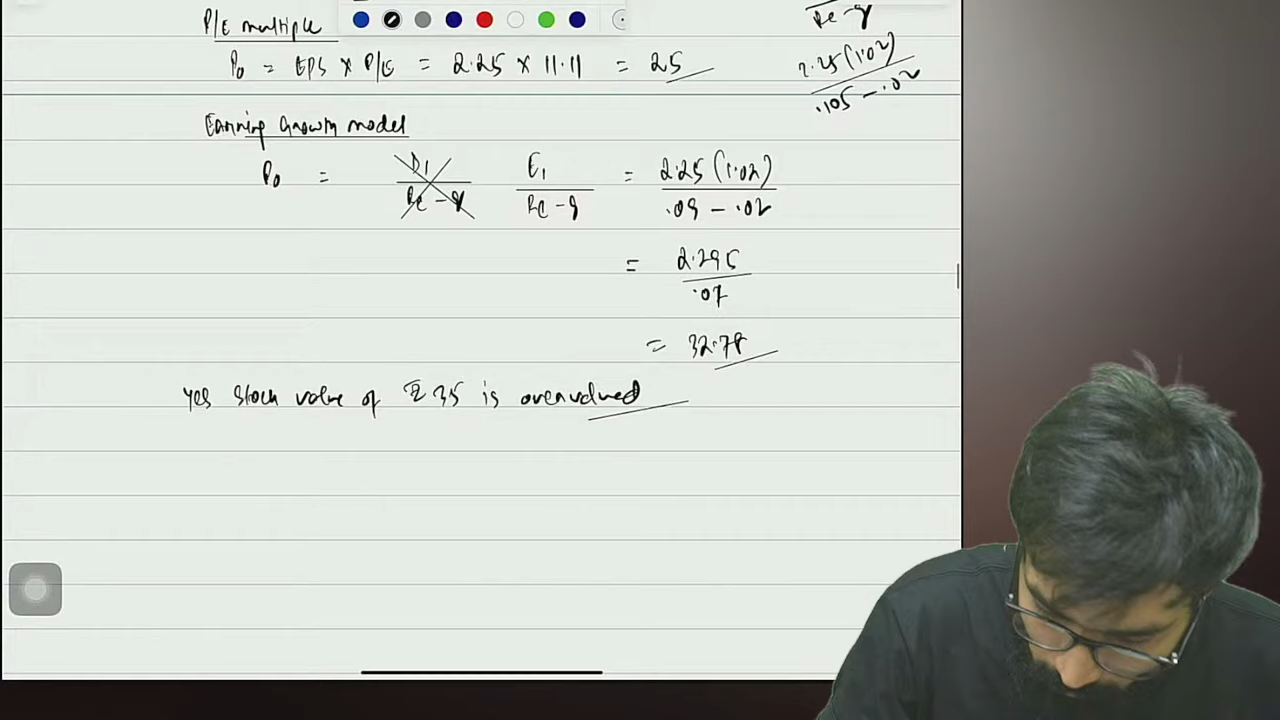 P/E multiple
P₀ = EPS × P/E = 2.25 × 11.11 = 25
Re - g
2.25 (1.02)
.105 - .02
Earning Growth model
P₀ = D₁ E₁ = 2.25 (1.02)
Re - g Re - g .09 - .02
= 2.295
.07
= 32.78
Yes Stock value of ₹35 is overvalued